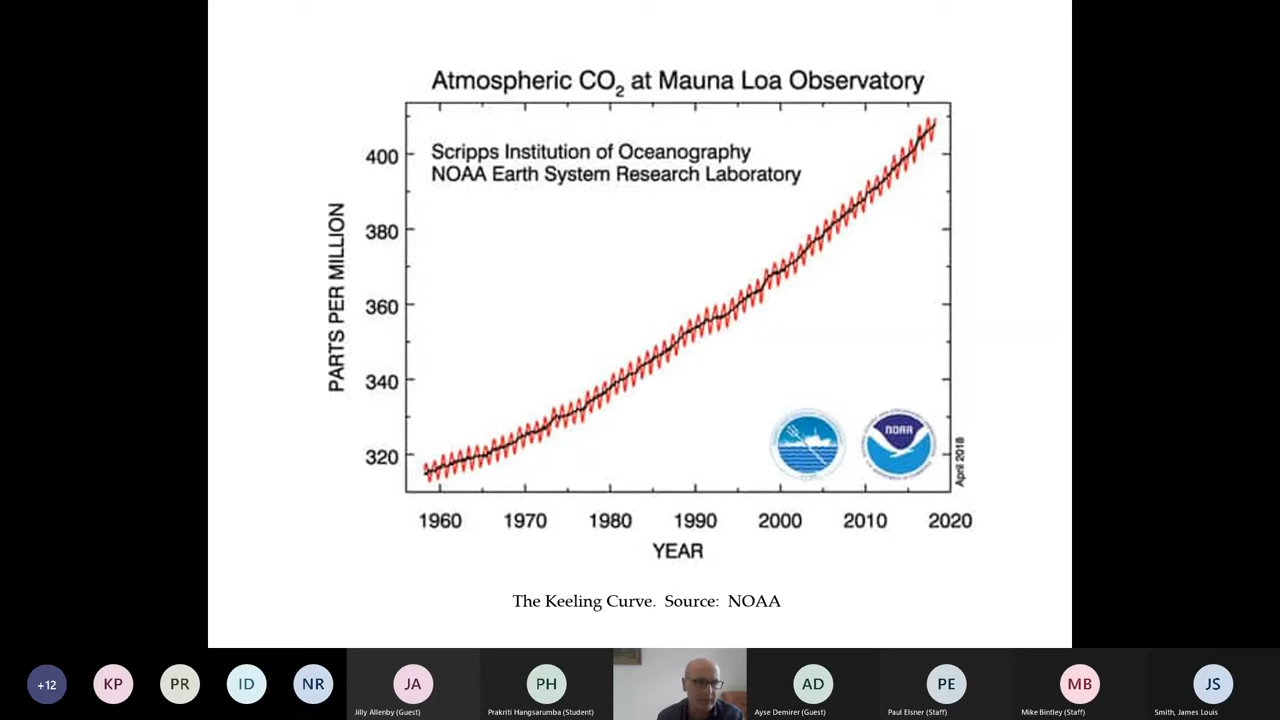 Atmospheric CO₂ at Mauna Loa Observatory
Scripps Institution of Oceanography
NOAA Earth System Research Laboratory
PARTS PER MILLION
400
380
360
340
320
NOAA
April 2018
1960 1970 1980 1990 2000 2010 2020
YEAR
The Keeling Curve. Source: NOAA
+12 KP PR ID NR JA PH AD PE MB JS
Jilly Allenby (Guest) Prakriti Hangsarumba (Student) Ayse Demirer (Guest) Paul Elsner (Staff) Mike Bintley (Staff) Smith, James Louis